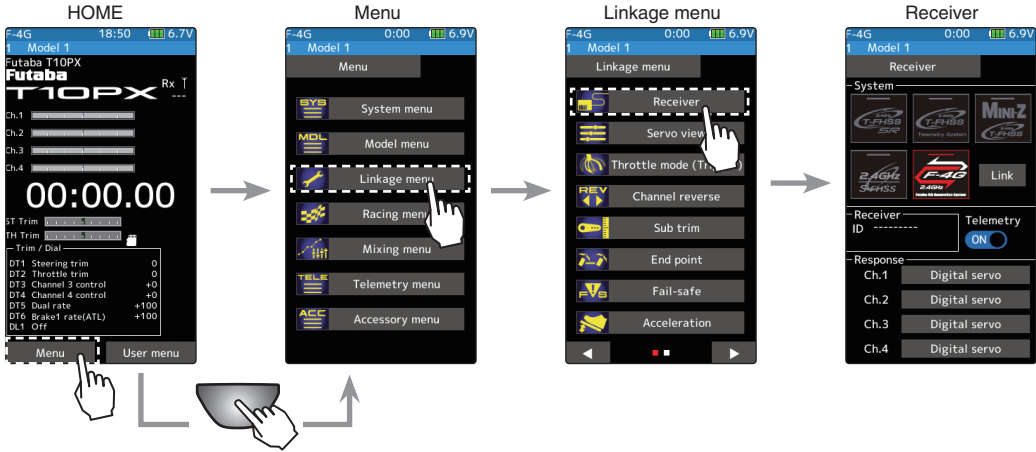 HOME
F-4G 18:50 6.7V
1 Model 1
Futaba T10PX
Futaba
T10PX
Rx
---
Ch.1
Ch.2
Ch.3
Ch.4
00:00.00
ST Trim
TH Trim
Trim / Dial
DT1 Steering trim 0
DT2 Throttle trim 0
DT3 Channel 3 control +0
DT4 Channel 4 control +0
DT5 Dual rate +100
DT6 Brake1 rate(ATL) +100
DL1 Off
Menu User menu
Menu
F-4G 0:00 6.9V
1 Model 1
Menu
SYS System menu
MDL Model menu
Linkage menu
Racing menu
Mixing menu
TELE Telemetry menu
ACC Accessory menu
Linkage menu
F-4G 0:00 6.9V
1 Model 1
Linkage menu
Receiver
Servo view
Throttle mode (Tr
REV Channel reverse
Sub trim
End point
F/S Fail-safe
Acceleration
Receiver
F-4G 0:00 6.9V
1 Model 1
Receiver
System
T-FHSS SR
T-FHSS Telemetry System
MINI-Z T-FHSS
2.4GHz S-FHSS
F-4G 2.4GHz
Link
Receiver
ID ---------
Telemetry
ON
Response
Ch.1 Digital servo
Ch.2 Digital servo
Ch.3 Digital servo
Ch.4 Digital servo